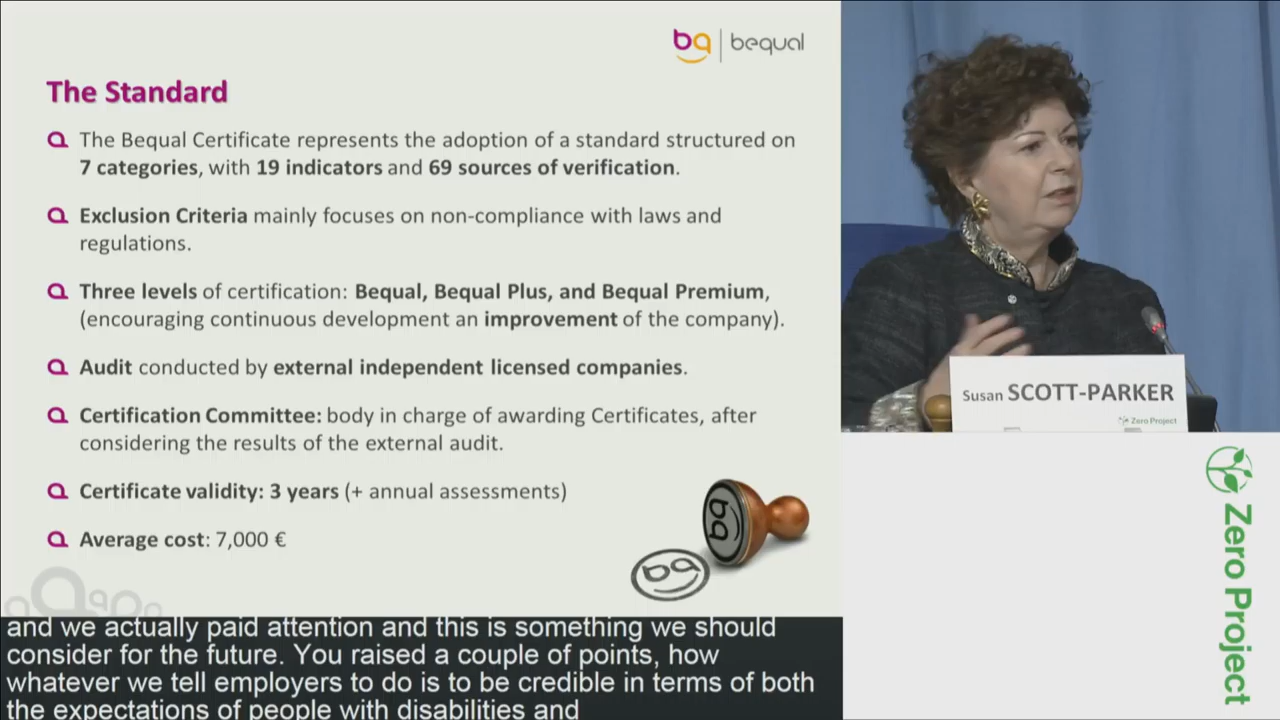 bq bequal
The Standard
The Bequal Certificate represents the adoption of a standard structured on
7 categories, with 19 indicators and 69 sources of verification.
Exclusion Criteria mainly focuses on non-compliance with laws and
regulations.
Three levels of certification: Bequal, Bequal Plus, and Bequal Premium,
(encouraging continuous development an improvement of the company).
Audit conducted by external independent licensed companies.
Certification Committee: body in charge of awarding Certificates, after
considering the results of the external audit.
Certificate validity: 3 years (+ annual assessments)
Average cost: 7,000 €
bq
bq
and we actually paid attention and this is something we should
consider for the future. You raised a couple of points, how
whatever we tell employers to do is to be credible in terms of both
the expectations of people with disabilities and
Susan SCOTT-PARKER
Zero Project
Zero Project